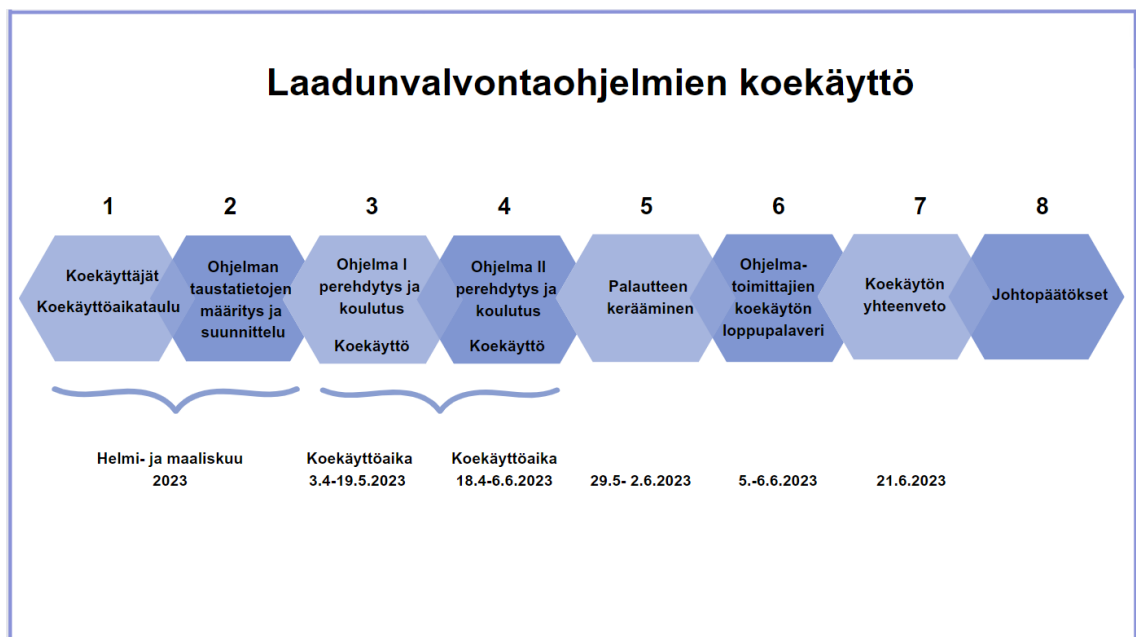 Laadunvalvontaohjelmien koekäyttö
1
Koekäyttäjät
Koekäyttöaikataulu
2
Ohjelman
taustatietojen
määritys ja
suunnittelu
3
Ohjelma I
perehdytys ja
koulutus
Koekäyttö
4
Ohjelma II
perehdytys ja
koulutus
Koekäyttö
5
Palautteen
kerääminen
6
Ohjelma-
toimittajien
koekäytön
loppupalaveri
7
Koekäytön
yhteenveto
8
Johtopäätökset
Helmi- ja maaliskuu
2023
Koekäyttöaika
3.4-19.5.2023
Koekäyttöaika
18.4-6.6.2023
29.5- 2.6.2023
5.-6.6.2023
21.6.2023